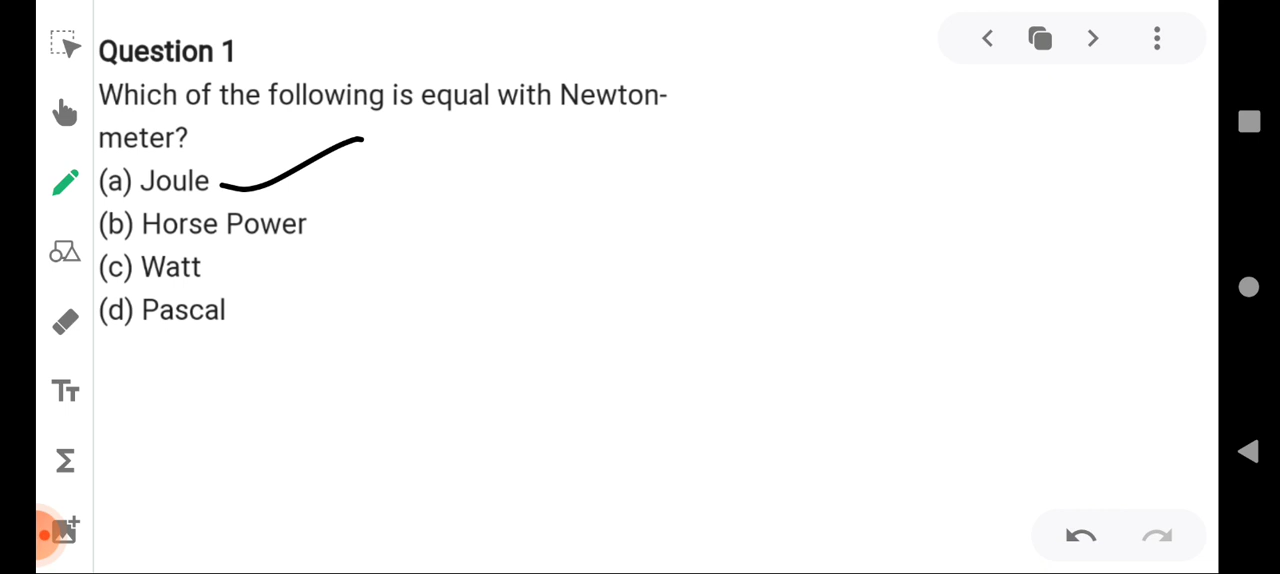 Question 1
Which of the following is equal with Newton-
meter?
(a) Joule
(b) Horse Power
(c) Watt
(d) Pascal